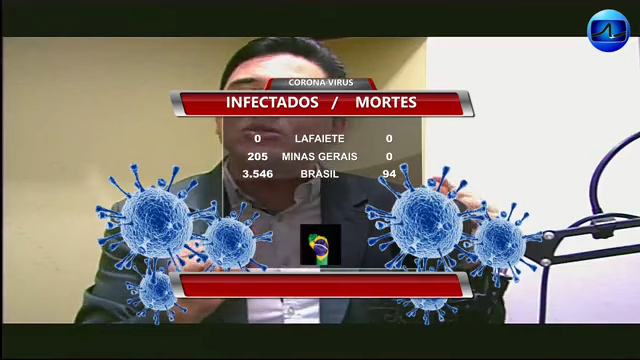 CORONA VIRUS
INFECTADOS / MORTES
0 LAFAIETE 0
205 MINAS GERAIS 0
3.546 BRASIL 94